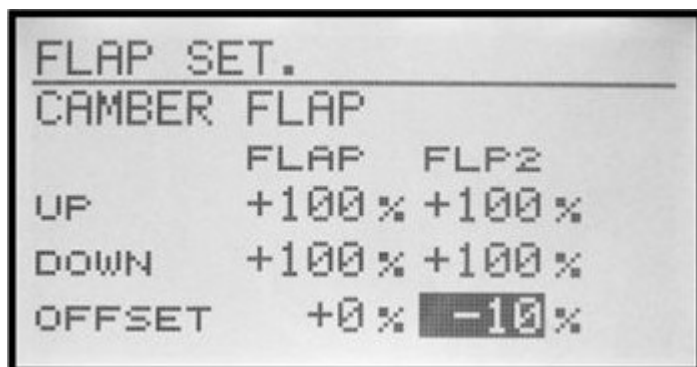 FLAP SET.
CAMBER FLAP
FLAP FLP2
UP +100% +100%
DOWN +100% +100%
OFFSET +0% -10%